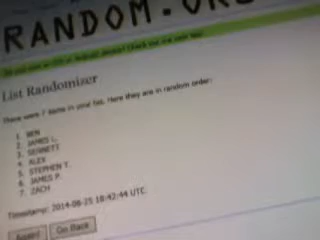 RANDOM.ORG
List Randomizer
There were 7 items in your list. Here they are in random order:
1. BEN
2. JAMES L.
3. SENNETT
4. ALEX
5. STEPHEN T.
6. JAMES P.
7. ZACH
Timestamp: 2014-08-25 18:42:44 UTC
Again! Go Back